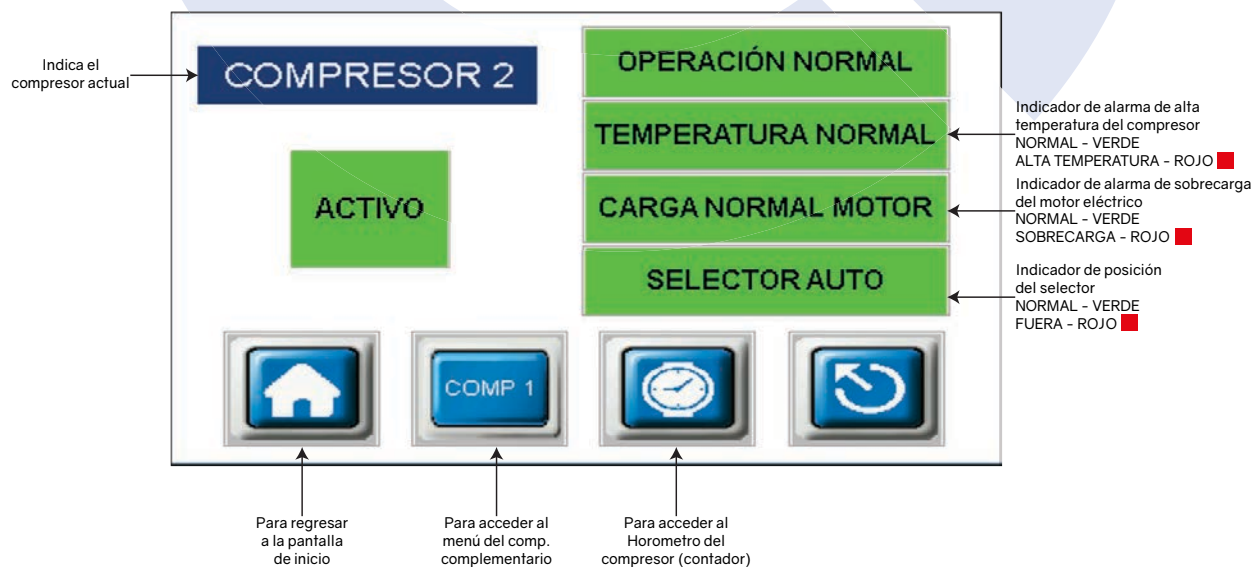 Indica el
compresor actual
COMPRESOR 2
ACTIVO
OPERACIÓN NORMAL
TEMPERATURA NORMAL
CARGA NORMAL MOTOR
SELECTOR AUTO
Indicador de alarma de alta
temperatura del compresor
NORMAL - VERDE
ALTA TEMPERATURA - ROJO
Indicador de alarma de sobrecarga
del motor eléctrico
NORMAL - VERDE
SOBRECARGA - ROJO
Indicador de posición
del selector
NORMAL - VERDE
FUERA - ROJO
COMP 1
Para regresar
a la pantalla
de inicio
Para acceder al
menú del comp.
complementario
Para acceder al
Horometro del
compresor (contador)